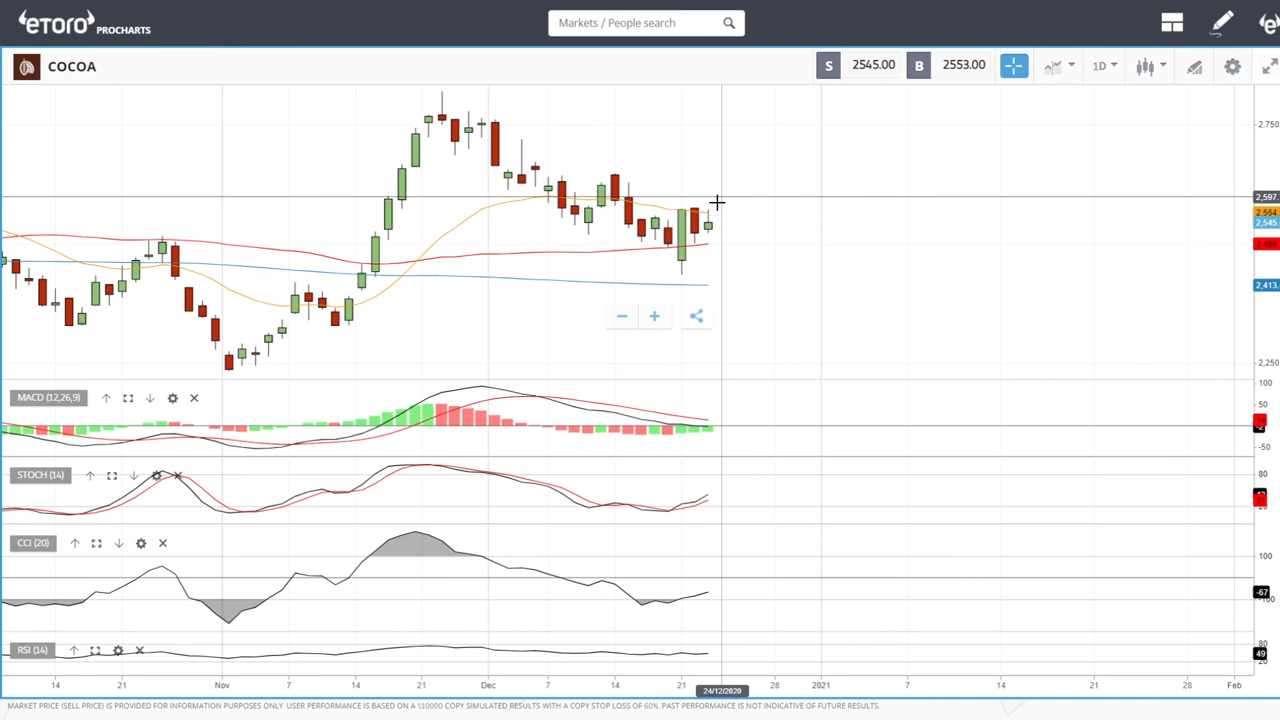 eToro PROCHARTS
Markets / People search
COCOA
S 2545.00 B 2553.00
1D
2,750
2,597
2,564
2,545
2,413
2,250
MACD (12,26,9)
100
50
-50
STOCH (14)
80
20
CCI (20)
100
-67
-100
RSI (14)
80
49
20
14 21 Nov 7 14 21 Dec 7 14 21 24/12/2020 28 2021 7 14 21 28 Feb
MARKET PRICE (SELL PRICE) IS PROVIDED FOR INFORMATION PURPOSES ONLY. USER PERFORMANCE IS BASED ON A $10000 COPY SIMULATED RESULTS WITH A COPY STOP LOSS OF 60%. PAST PERFORMANCE IS NOT INDICATIVE OF FUTURE RESULTS.